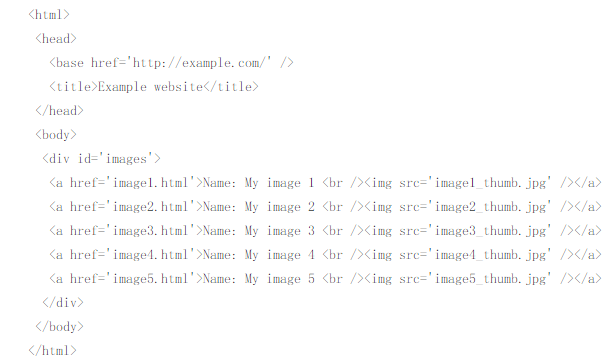 <html>
<head>
<base href='http://example.com/' />
<title>Example website</title>
</head>
<body>
<div id='images'>
<a href='image1.html'>Name: My image 1 <br /><img src='image1_thumb.jpg' /></a>
<a href='image2.html'>Name: My image 2 <br /><img src='image2_thumb.jpg' /></a>
<a href='image3.html'>Name: My image 3 <br /><img src='image3_thumb.jpg' /></a>
<a href='image4.html'>Name: My image 4 <br /><img src='image4_thumb.jpg' /></a>
<a href='image5.html'>Name: My image 5 <br /><img src='image5_thumb.jpg' /></a>
</div>
</body>
</html>